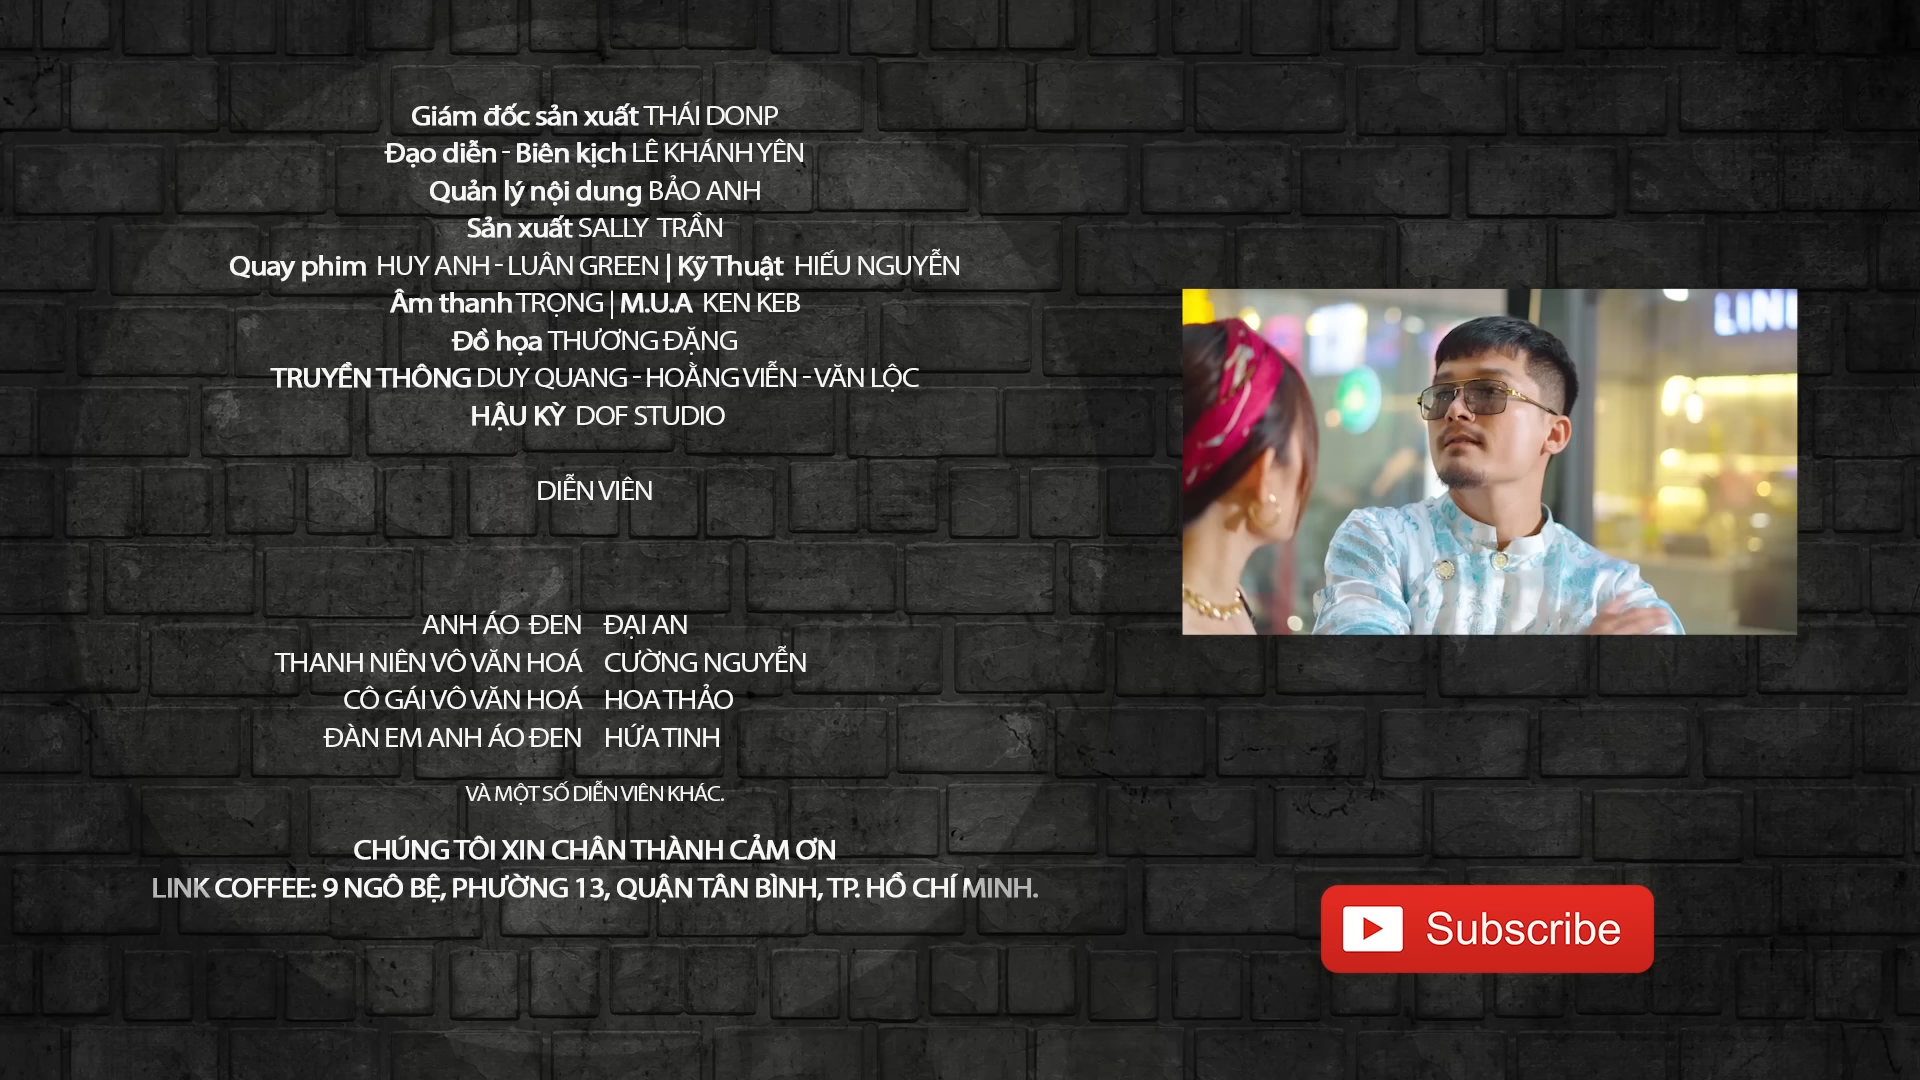 Giám đốc sản xuất THÁI DONP
Đạo diễn - Biên kịch LÊ KHÁNH YÊN
Quản lý nội dung BẢO ANH
Sản xuất SALLY TRẦN
Quay phim HUY ANH - LUÂN GREEN | Kỹ Thuật HIẾU NGUYỄN
Âm thanh TRỌNG | M.U.A KEN KEB
Đồ họa THƯƠNG ĐẶNG
TRUYỀN THÔNG DUY QUANG - HOẰNG VIỄN - VĂN LỘC
HẬU KỲ DOF STUDIO
DIỄN VIÊN
ANH ÁO ĐEN ĐẠI AN
THANH NIÊN VÔ VĂN HOÁ CƯỜNG NGUYỄN
CÔ GÁI VÔ VĂN HOÁ HOA THẢO
ĐÀN EM ANH ÁO ĐEN HỨA TINH
VÀ MỘT SỐ DIỄN VIÊN KHÁC.
CHÚNG TÔI XIN CHÂN THÀNH CẢM ƠN
LINK COFFEE: 9 NGÔ BỆ, PHƯỜNG 13, QUẬN TÂN BÌNH, TP. HỒ CHÍ MINH.
Subscribe